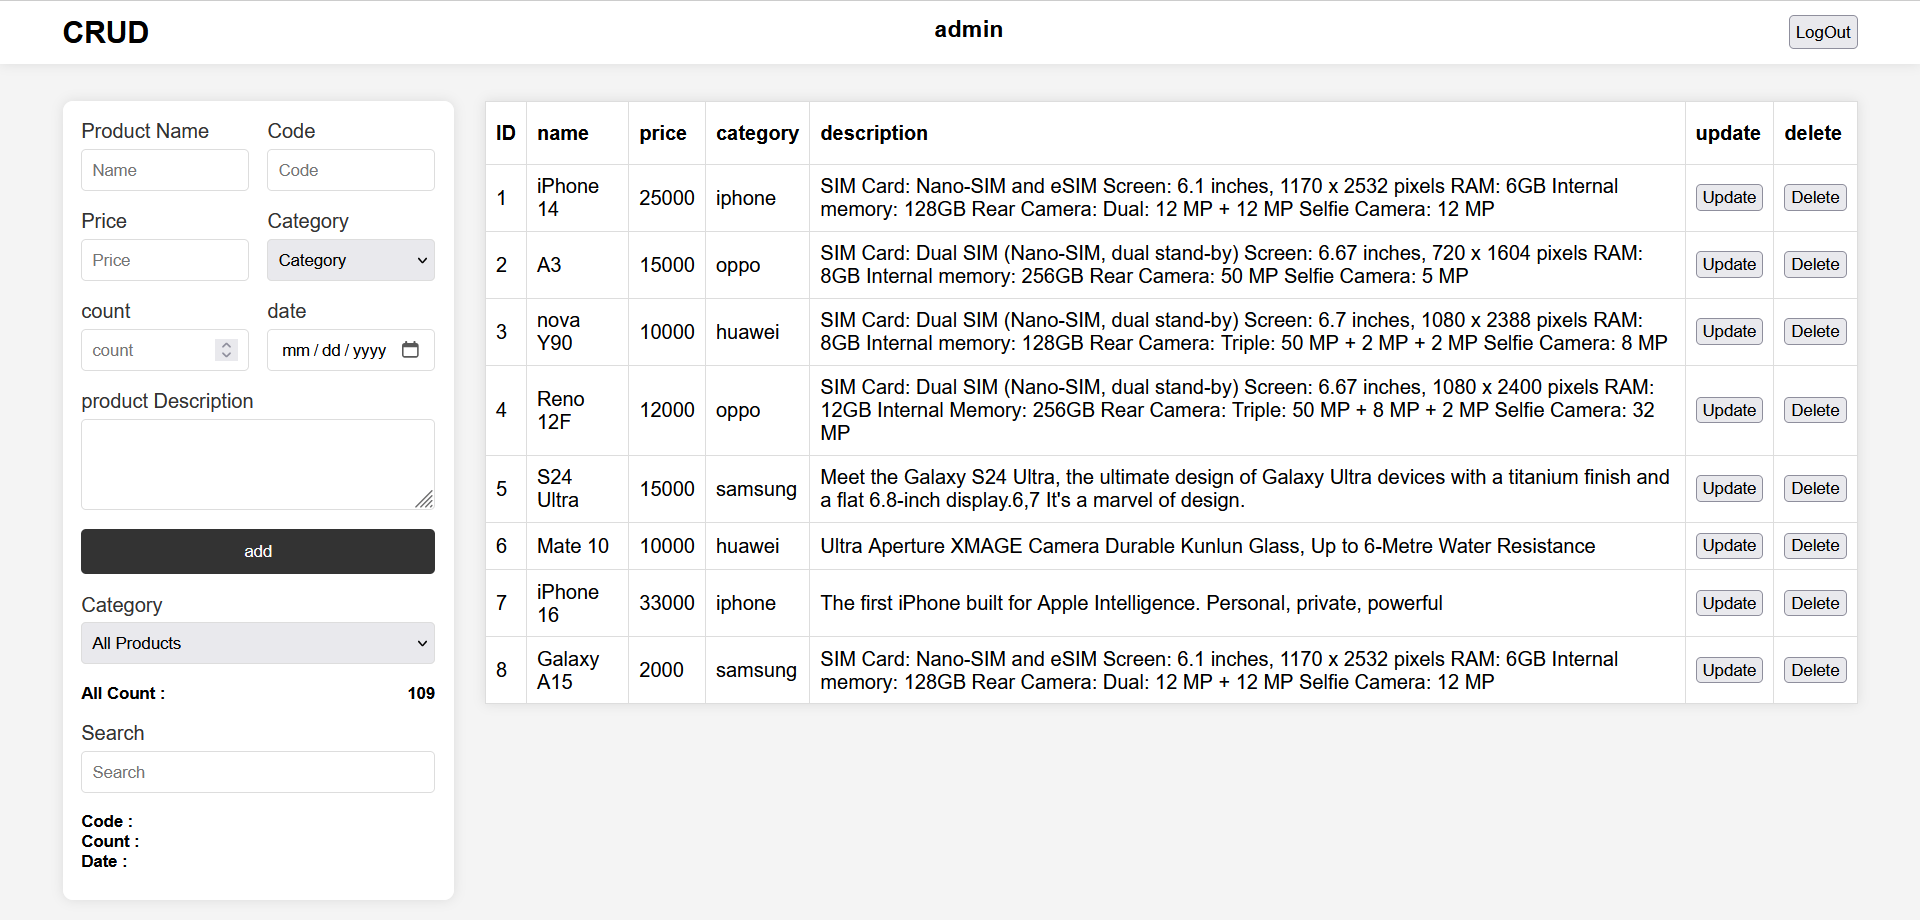 CRUD
admin
LogOut
Product Name
Code
Name
Code
Price
Category
Price
Category
count
date
count
mm / dd / yyyy
product Description
add
Category
All Products
All Count :
109
Search
Search
Code :
Count :
Date :
ID name price category description update delete
1 iPhone 14 25000 iphone SIM Card: Nano-SIM and eSIM Screen: 6.1 inches, 1170 x 2532 pixels RAM: 6GB Internal
memory: 128GB Rear Camera: Dual: 12 MP + 12 MP Selfie Camera: 12 MP Update Delete
2 A3 15000 oppo SIM Card: Dual SIM (Nano-SIM, dual stand-by) Screen: 6.67 inches, 720 x 1604 pixels RAM:
8GB Internal memory: 256GB Rear Camera: 50 MP Selfie Camera: 5 MP Update Delete
3 nova Y90 10000 huawei SIM Card: Dual SIM (Nano-SIM, dual stand-by) Screen: 6.7 inches, 1080 x 2388 pixels RAM:
8GB Internal memory: 128GB Rear Camera: Triple: 50 MP + 2 MP + 2 MP Selfie Camera: 8 MP Update Delete
4 Reno 12F 12000 oppo SIM Card: Dual SIM (Nano-SIM, dual stand-by) Screen: 6.67 inches, 1080 x 2400 pixels RAM:
12GB Internal Memory: 256GB Rear Camera: Triple: 50 MP + 8 MP + 2 MP Selfie Camera: 32
MP Update Delete
5 S24 Ultra 15000 samsung Meet the Galaxy S24 Ultra, the ultimate design of Galaxy Ultra devices with a titanium finish and
a flat 6.8-inch display.6,7 It's a marvel of design. Update Delete
6 Mate 10 10000 huawei Ultra Aperture XMAGE Camera Durable Kunlun Glass, Up to 6-Metre Water Resistance Update Delete
7 iPhone 16 33000 iphone The first iPhone built for Apple Intelligence. Personal, private, powerful Update Delete
8 Galaxy A15 2000 samsung SIM Card: Nano-SIM and eSIM Screen: 6.1 inches, 1170 x 2532 pixels RAM: 6GB Internal
memory: 128GB Rear Camera: Dual: 12 MP + 12 MP Selfie Camera: 12 MP Update Delete